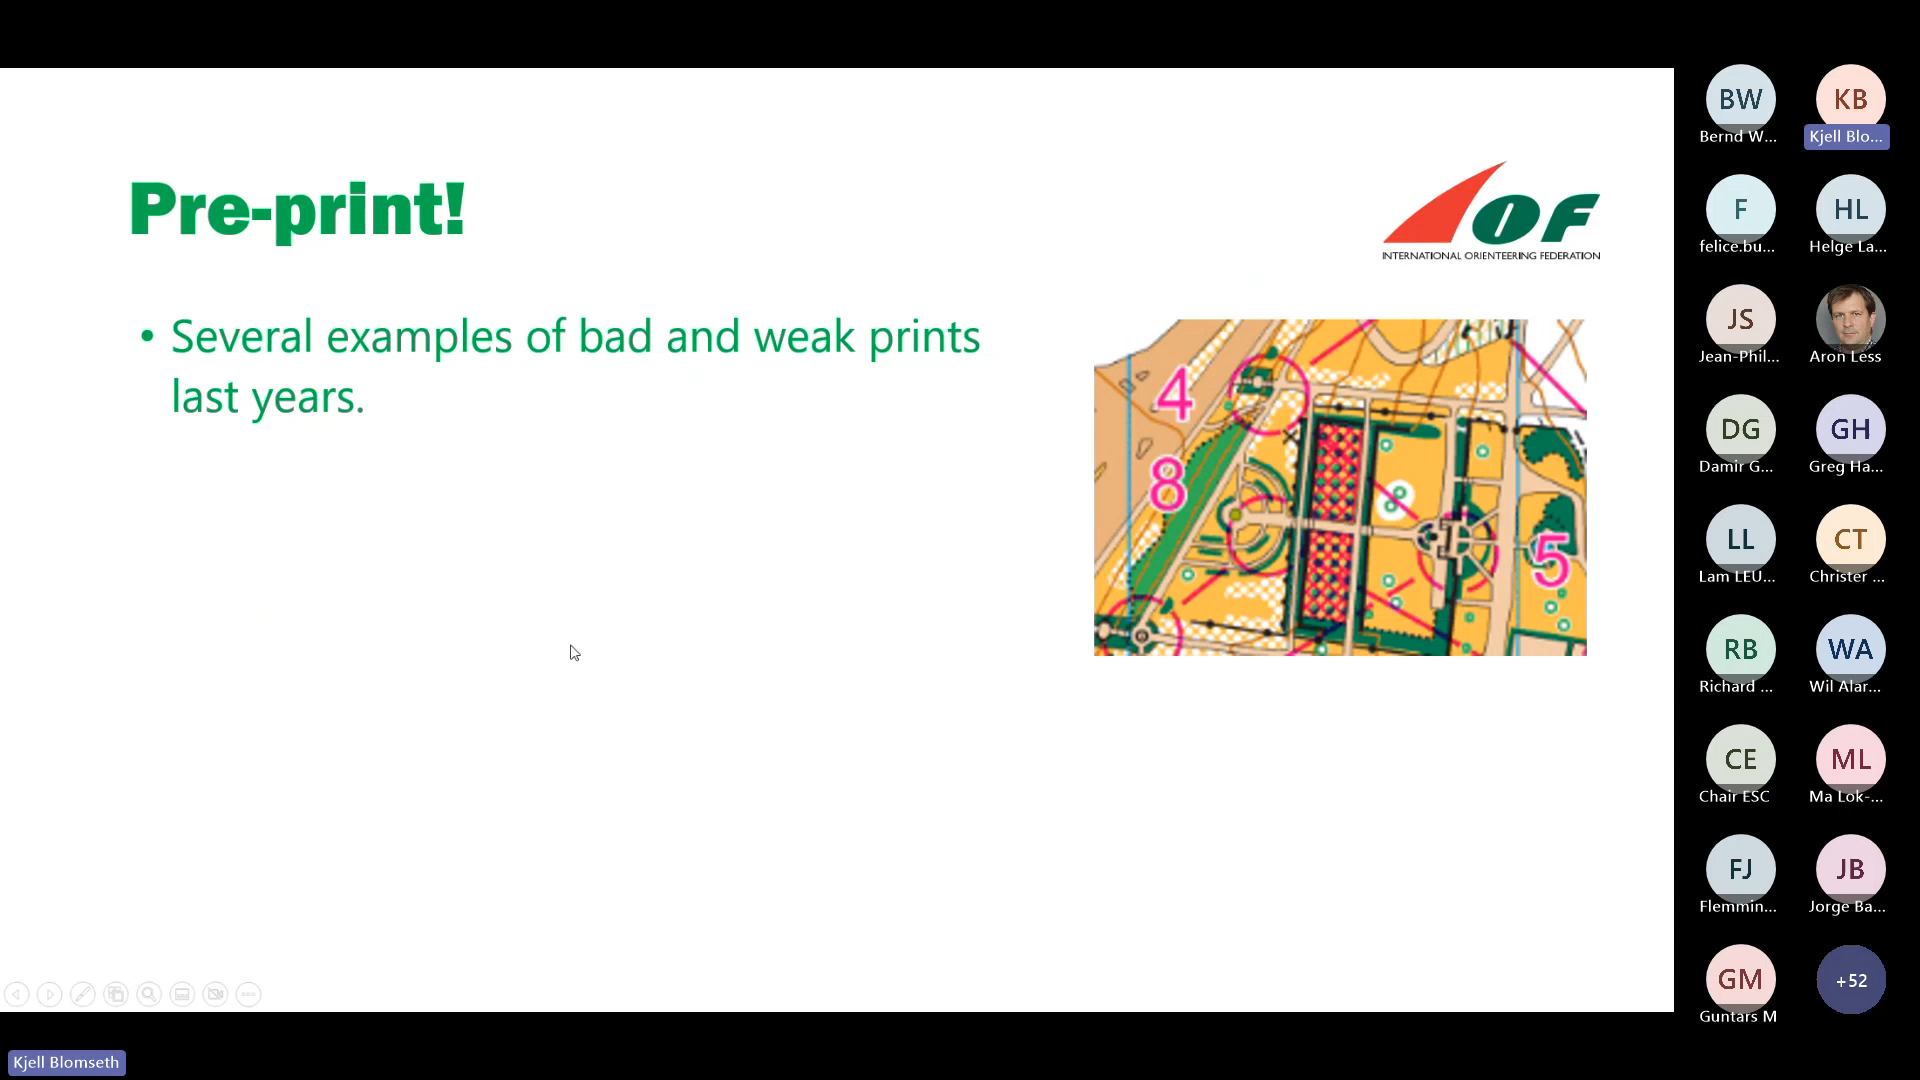 Pre-print!
IOF
INTERNATIONAL ORIENTEERING FEDERATION
• Several examples of bad and weak prints
last years.
4
8
5
BW
Bernd W...
KB
Kjell Blo...
F
felice.bu...
HL
Helge La...
JS
Jean-Phil...
Aron Less
DG
Damir G...
GH
Greg Ha...
LL
Lam LEU...
CT
Christer ...
RB
Richard ...
WA
Wil Alar...
CE
Chair ESC
ML
Ma Lok-...
FJ
Flemmin...
JB
Jorge Ba...
GM
Guntars M
+52
Kjell Blomseth